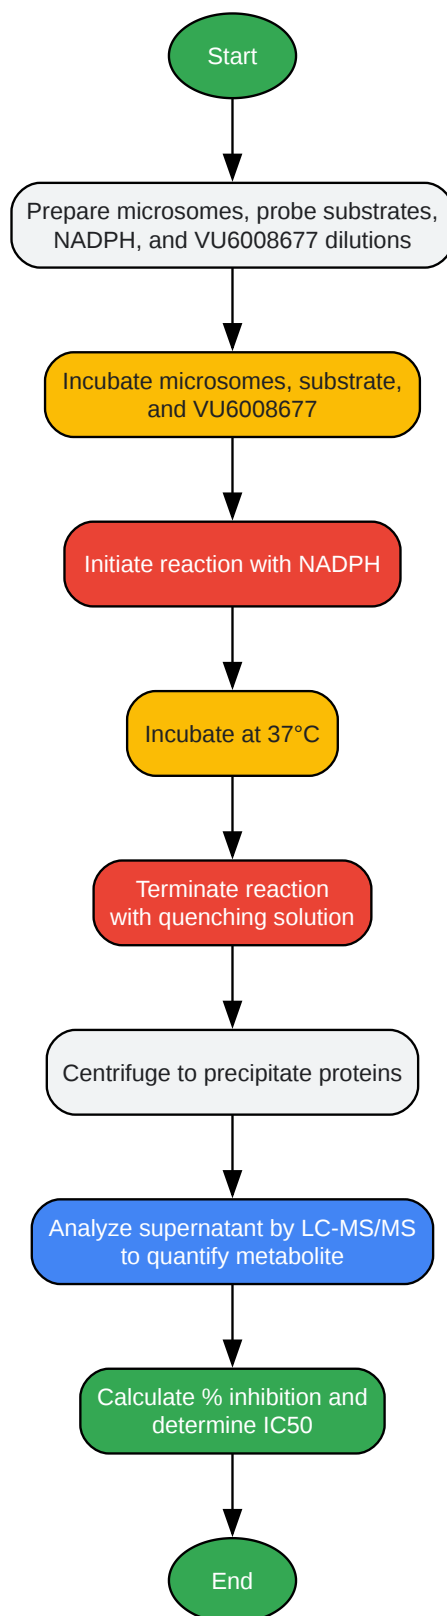 Start
Prepare microsomes, probe substrates,
NADPH, and VU6008677 dilutions
Incubate microsomes, substrate,
and VU6008677
Initiate reaction with NADPH
Incubate at 37°C
Terminate reaction
with quenching solution
Centrifuge to precipitate proteins
Analyze supernatant by LC-MS/MS
to quantify metabolite
Calculate % inhibition and
determine IC50
End